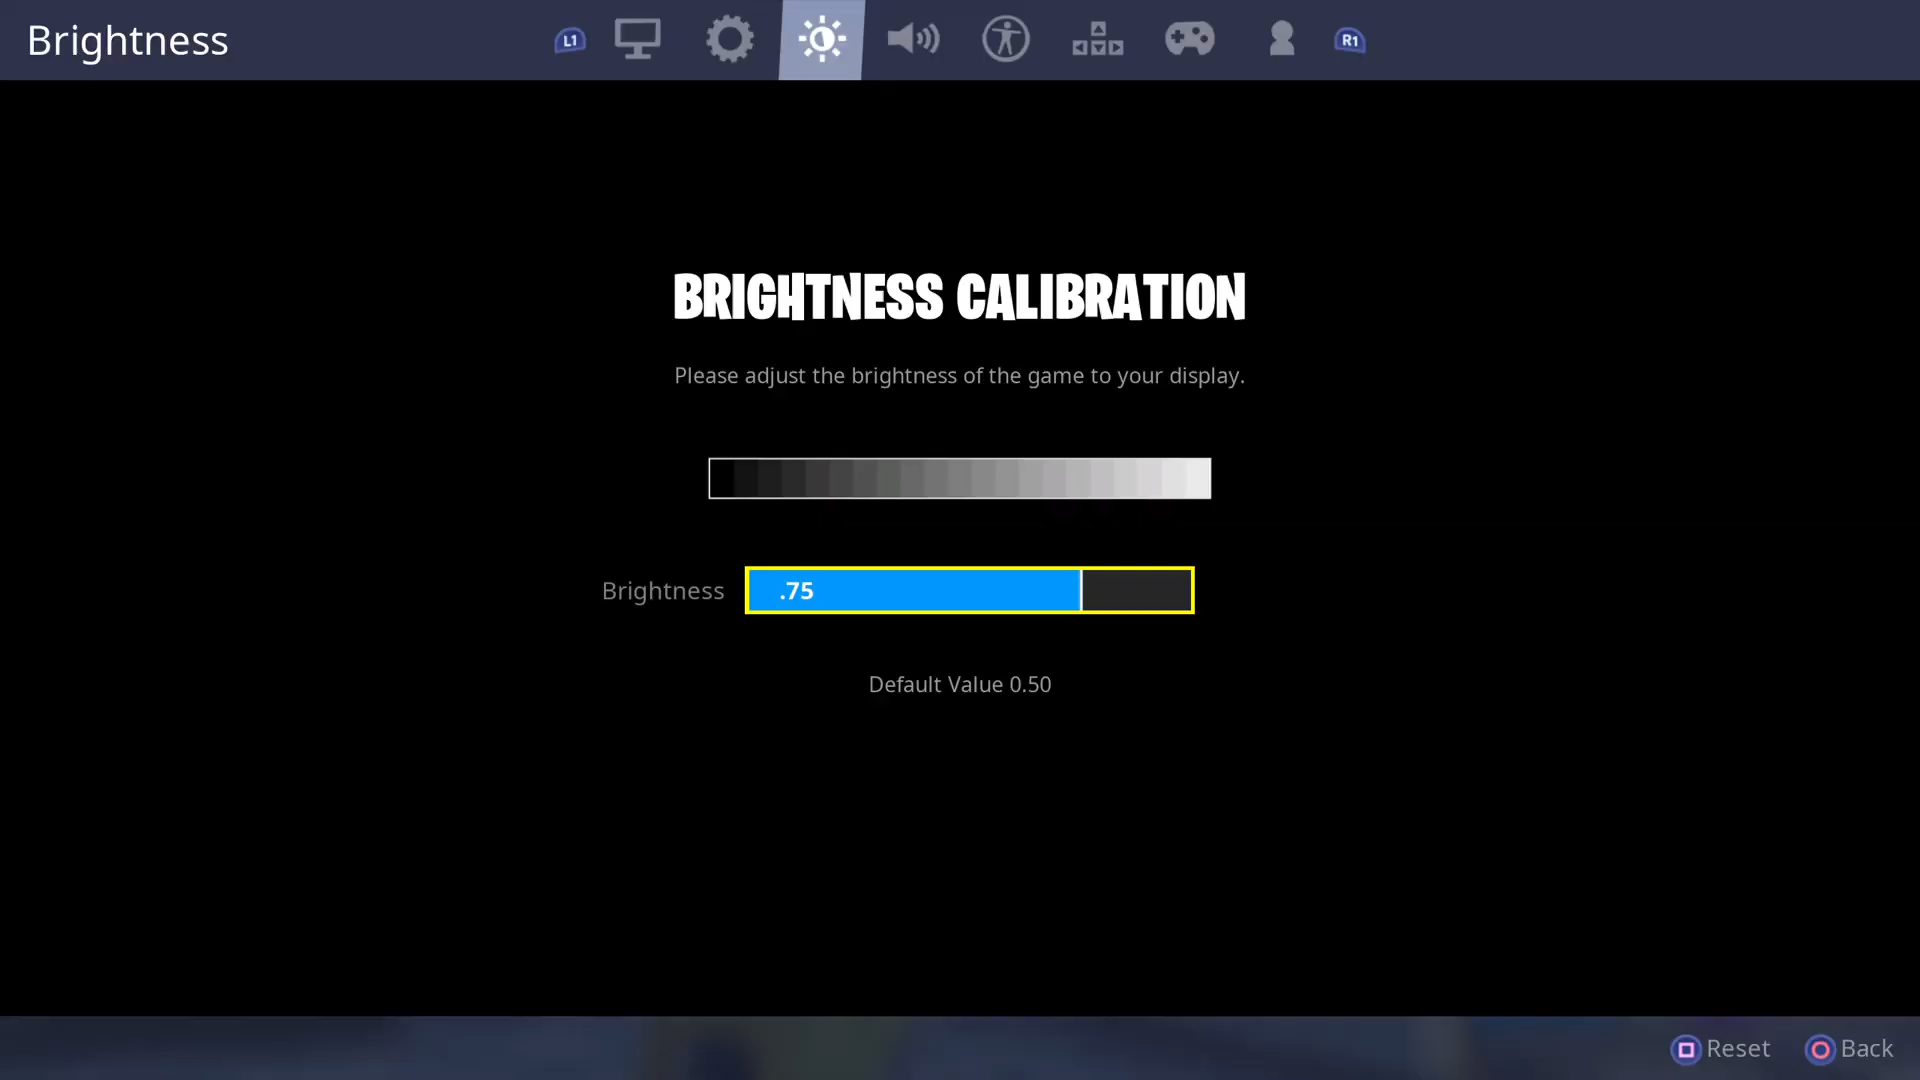 Brightness
L1
R1
BRIGHTNESS CALIBRATION
Please adjust the brightness of the game to your display.
Brightness .75
Default Value 0.50
Reset Back